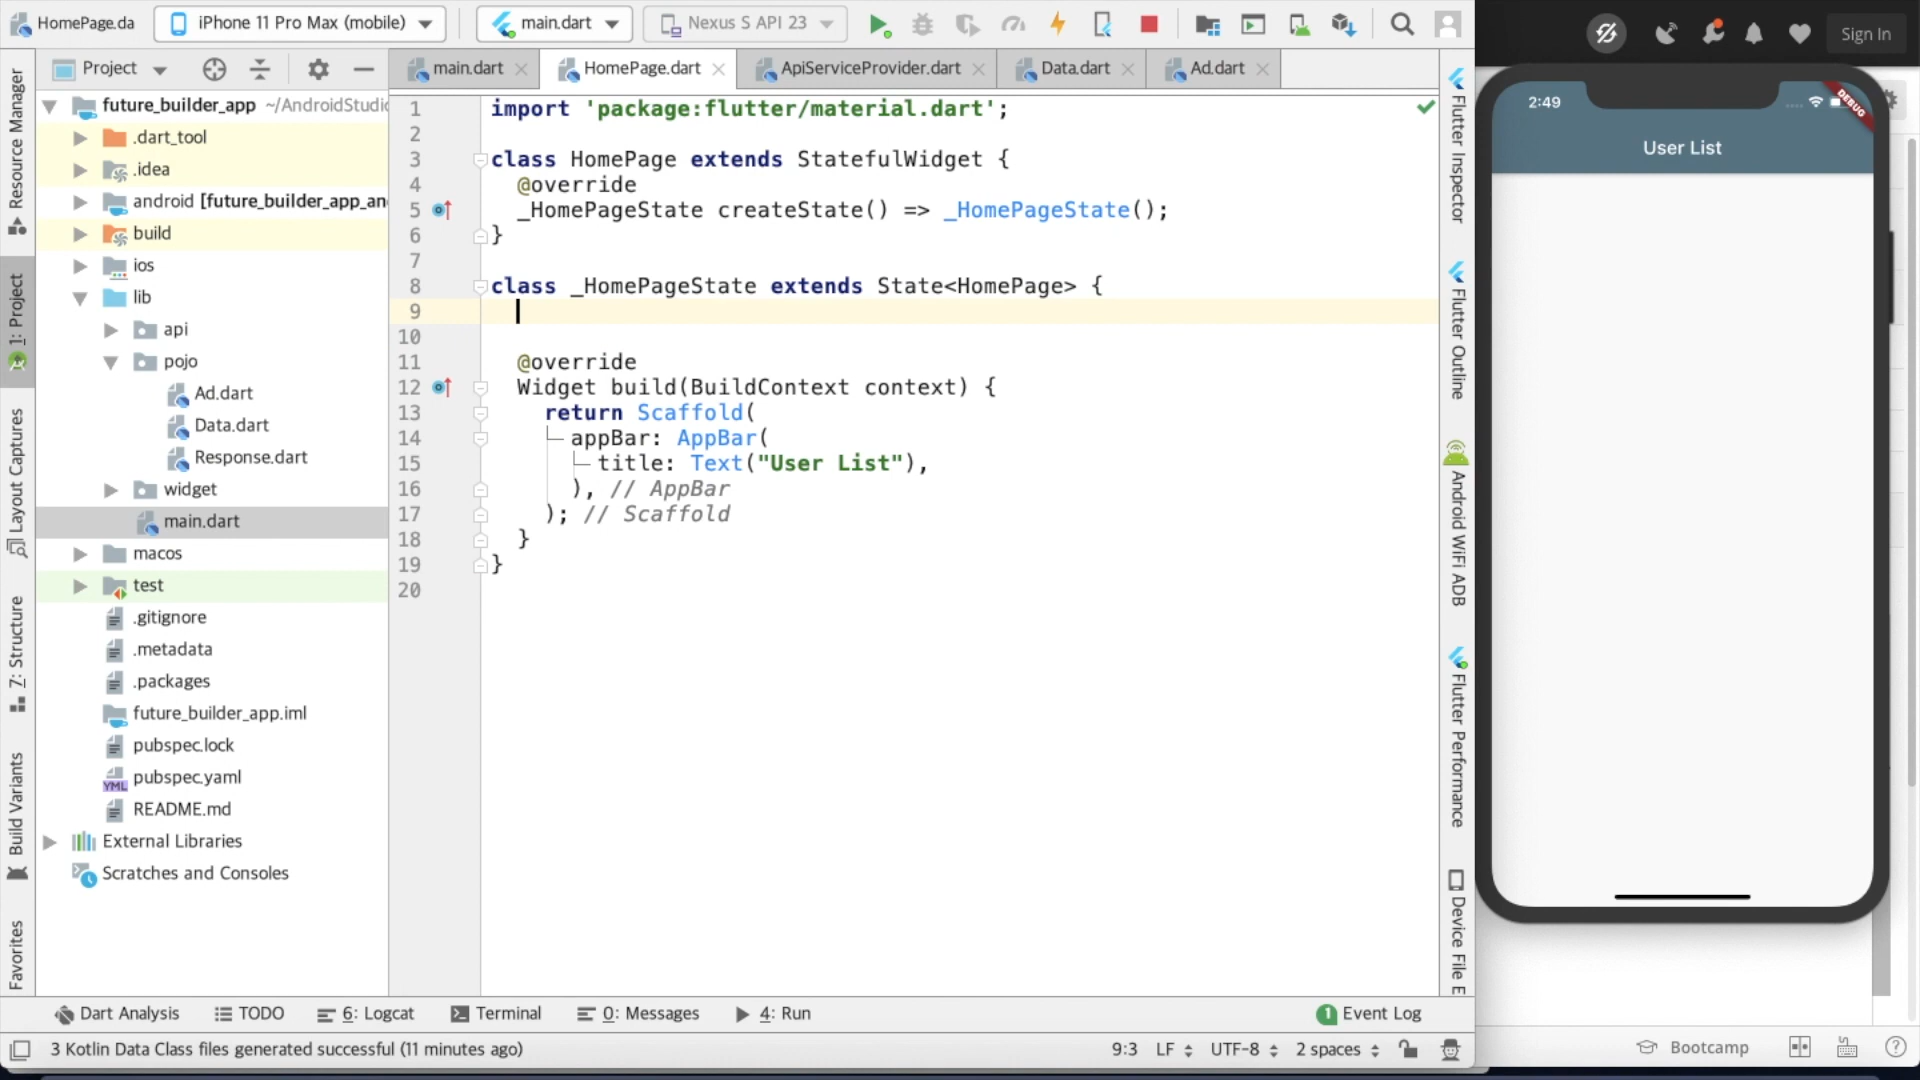 HomePage.da
iPhone 11 Pro Max (mobile)
main.dart
Nexus S API 23
Sign In
Project
main.dart
HomePage.dart
ApiServiceProvider.dart
Data.dart
Ad.dart
Resource Manager
1: Project
Layout Captures
7: Structure
Build Variants
Favorites
future_builder_app ~/AndroidStudio
.dart_tool
.idea
android [future_builder_app_an
build
ios
lib
api
pojo
Ad.dart
Data.dart
Response.dart
widget
main.dart
macos
test
.gitignore
.metadata
.packages
future_builder_app.iml
pubspec.lock
YML pubspec.yaml
README.md
External Libraries
Scratches and Consoles
1 import 'package:flutter/material.dart';
2
3 class HomePage extends StatefulWidget {
4 @override
5 _HomePageState createState() => _HomePageState();
6 }
7
8 class _HomePageState extends State<HomePage> {
9
10
11 @override
12 Widget build(BuildContext context) {
13 return Scaffold(
14 appBar: AppBar(
15 title: Text("User List"),
16 ), // AppBar
17 ); // Scaffold
18 }
19 }
20
Flutter Inspector
Flutter Outline
Android WiFi ADB
Flutter Performance
Device File E
2:49
DEBUG
User List
Dart Analysis
TODO
6: Logcat
Terminal
0: Messages
4: Run
1 Event Log
3 Kotlin Data Class files generated successful (11 minutes ago)
9:3 LF UTF-8 2 spaces
Bootcamp